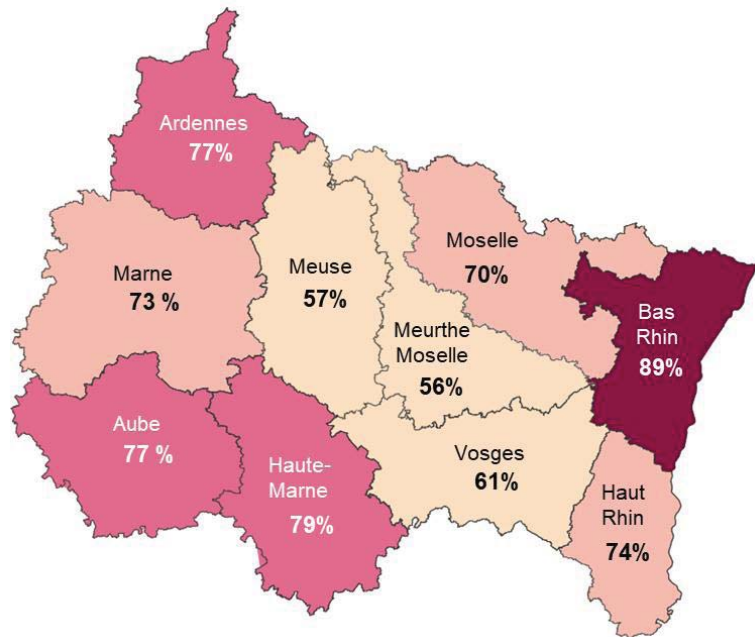 Ardennes
77%
Marne
73 %
Meuse
57%
Moselle
70%
Meurthe
Moselle
56%
Bas
Rhin
89%
Aube
77 %
Haute-
Marne
79%
Vosges
61%
Haut
Rhin
74%